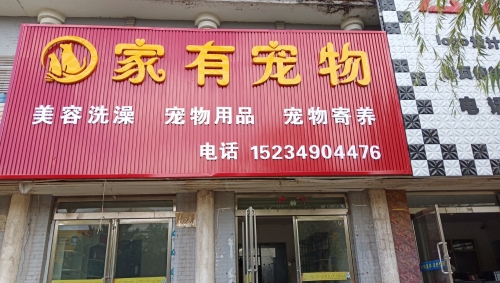 家有宠物
美容洗澡 宠物用品 宠物寄养
电话 15234904476